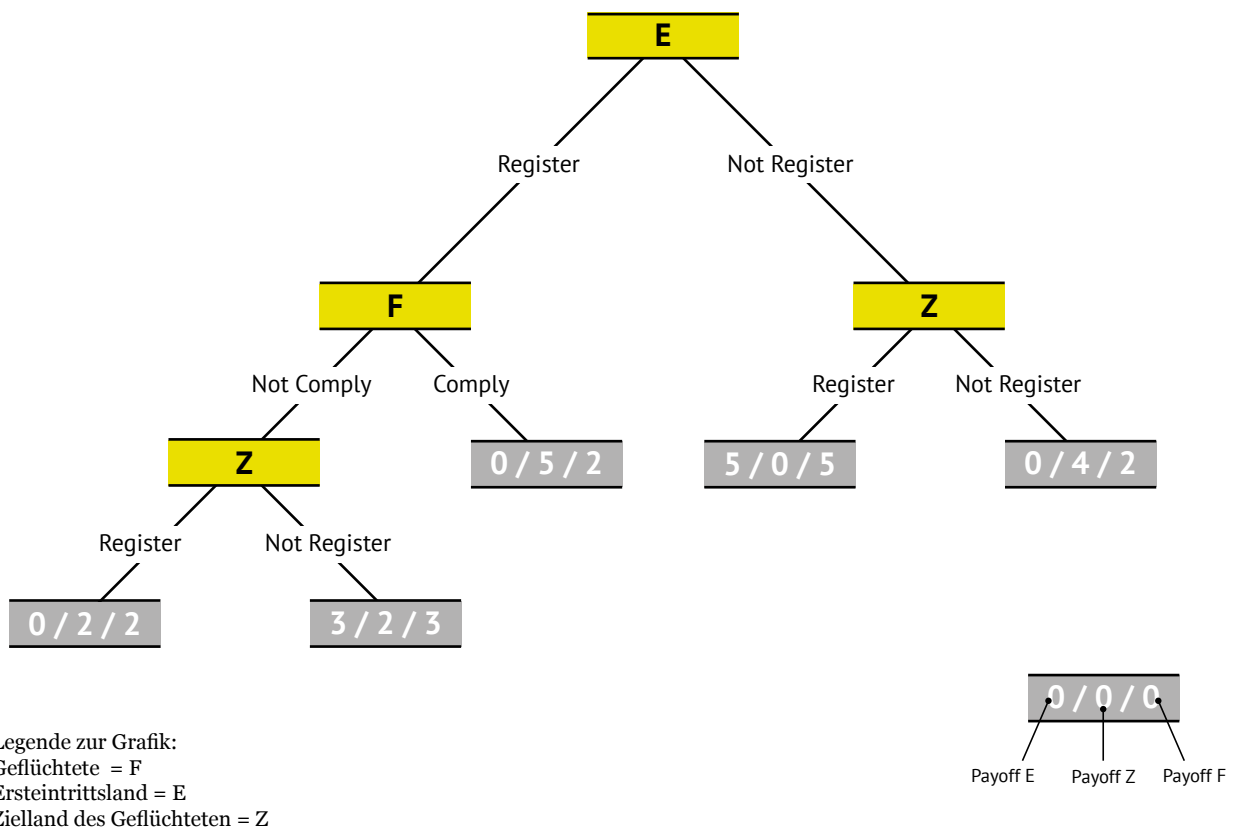 E
Register Not Register
F Z
Not Comply Comply Register Not Register
Z 0 / 5 / 2 5 / 0 / 5 0 / 4 / 2
Register Not Register
0 / 2 / 2 3 / 2 / 3
0 / 0 / 0
Payoff E Payoff Z Payoff F
Legende zur Grafik:
Geflüchtete = F
Ersteintrittsland = E
Zielland des Geflüchteten = Z